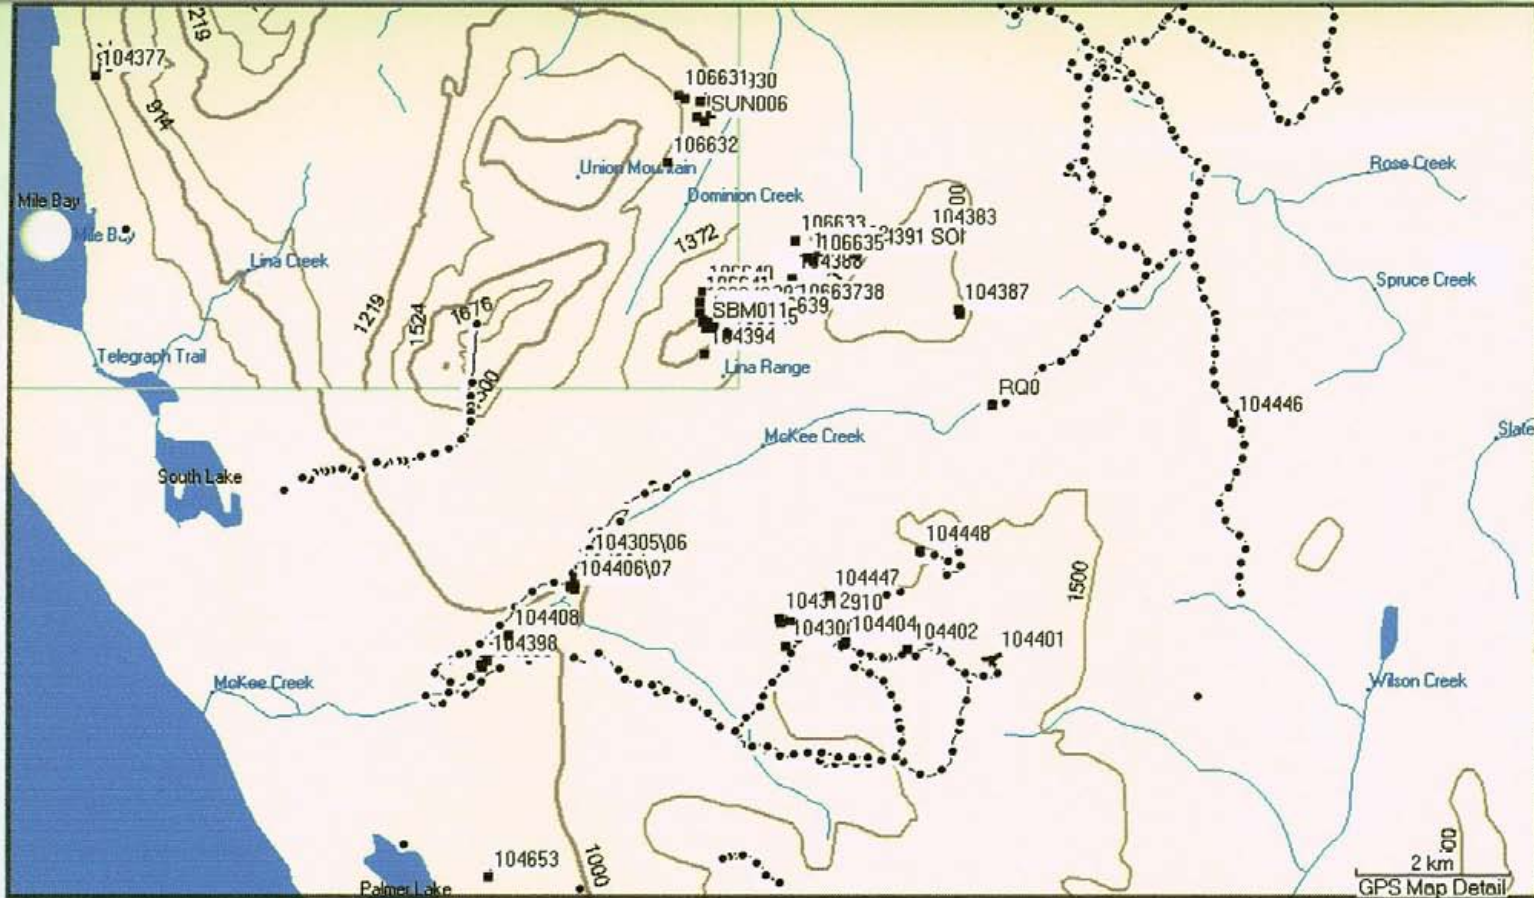 219
104377
106631
SUN006
914
106632
Union Mountain
Dominion Creek
Rose Creek
Mile Bay
Mile Bay
106633
104383
106635
1372
Lina Creek
104387
Spruce Creek
1219
1524
1676
SBM0115
104394
Telegraph Trail
Lina Range
RQ0
104446
McKee Creek
South Lake
104448
104305\06
104406\07
104447
1500
104408
104404
104402
104401
104398
McKee Creek
Wilson Creek
104653
1000
Palmer Lake
2 km
GPS Map Detail